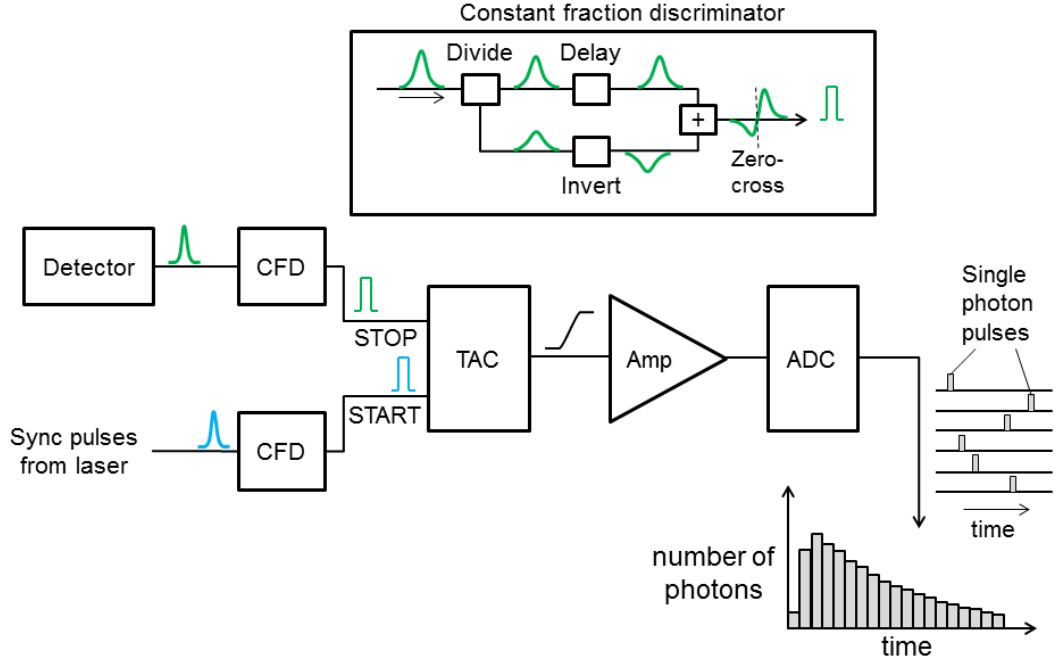 Constant fraction discriminator
Divide
Delay
+
Invert
Zero-
cross
Detector
CFD
STOP
TAC
Amp
ADC
Single
photon
pulses
START
Sync pulses
from laser
CFD
time
number of
photons
time